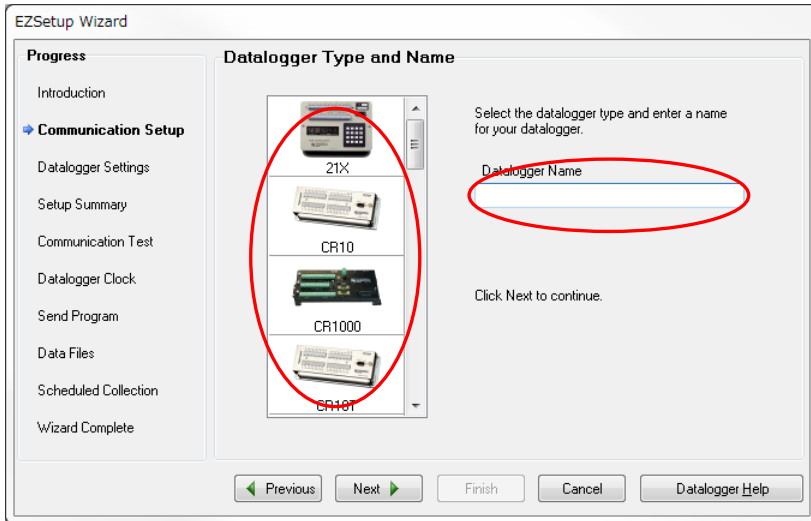 EZSetup Wizard
Progress
Introduction
Communication Setup
Datalogger Settings
Setup Summary
Communication Test
Datalogger Clock
Send Program
Data Files
Scheduled Collection
Wizard Complete
Datalogger Type and Name
21X
CR10
CR1000
CR10T
Select the datalogger type and enter a name
for your datalogger.
Datalogger Name
Click Next to continue.
Previous
Next
Finish
Cancel
Datalogger Help